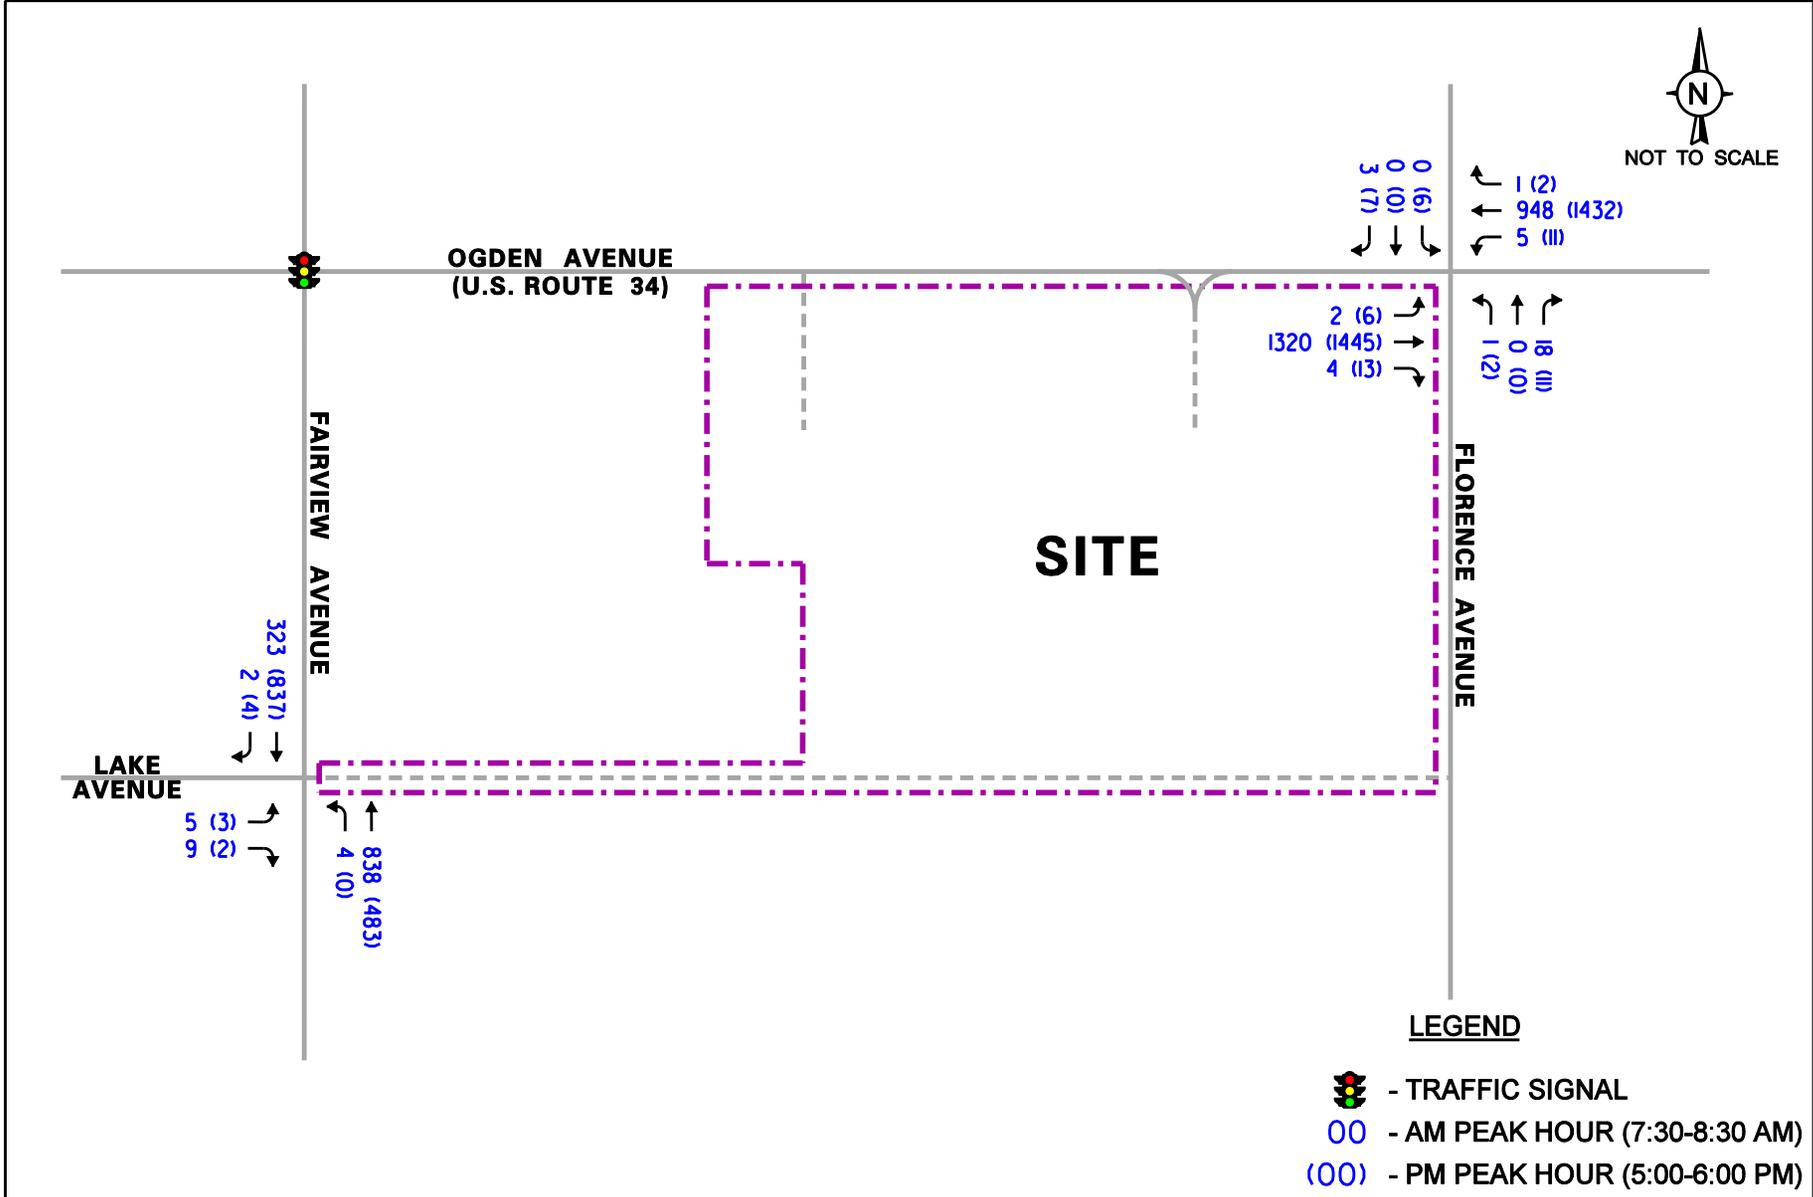 N
NOT TO SCALE
3 (7)
0 (0)
0 (6)
1 (2)
948 (1432)
5 (11)
OGDEN AVENUE
(U.S. ROUTE 34)
2 (6)
1320 (1445)
4 (13)
1 (2)
0 (0)
18 (11)
FAIRVIEW AVENUE
FLORENCE AVENUE
SITE
2 (4)
323 (837)
LAKE
AVENUE
5 (3)
9 (2)
4 (0)
838 (483)
LEGEND
- TRAFFIC SIGNAL
00 - AM PEAK HOUR (7:30-8:30 AM)
(00) - PM PEAK HOUR (5:00-6:00 PM)